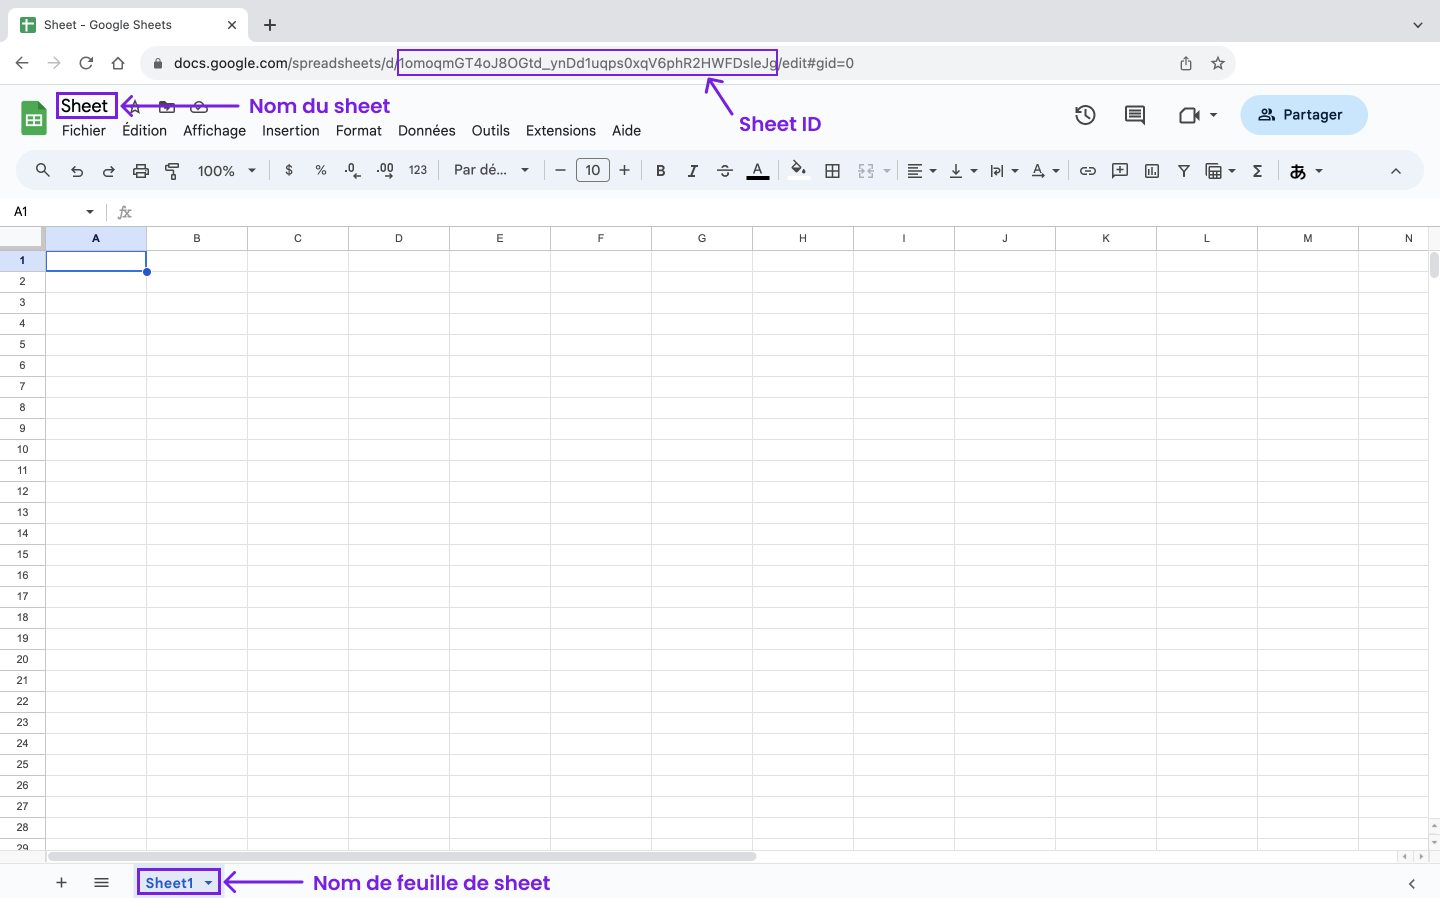 Sheet - Google Sheets
docs.google.com/spreadsheets/d/1omoqmGT4oJ8OGtd_ynDd1uqps0xqV6phR2HWFDsleJg/edit#gid=0
Sheet
Nom du sheet
Sheet ID
Fichier Édition Affichage Insertion Format Données Outils Extensions Aide
Partager
100% $ % .0 .00 123 Par dé... 10 B I S A A Σ あ
A1 fx
A B C D E F G H I J K L M N
1
2
3
4
5
6
7
8
9
10
11
12
13
14
15
16
17
18
19
20
21
22
23
24
25
26
27
28
29
Sheet1
Nom de feuille de sheet